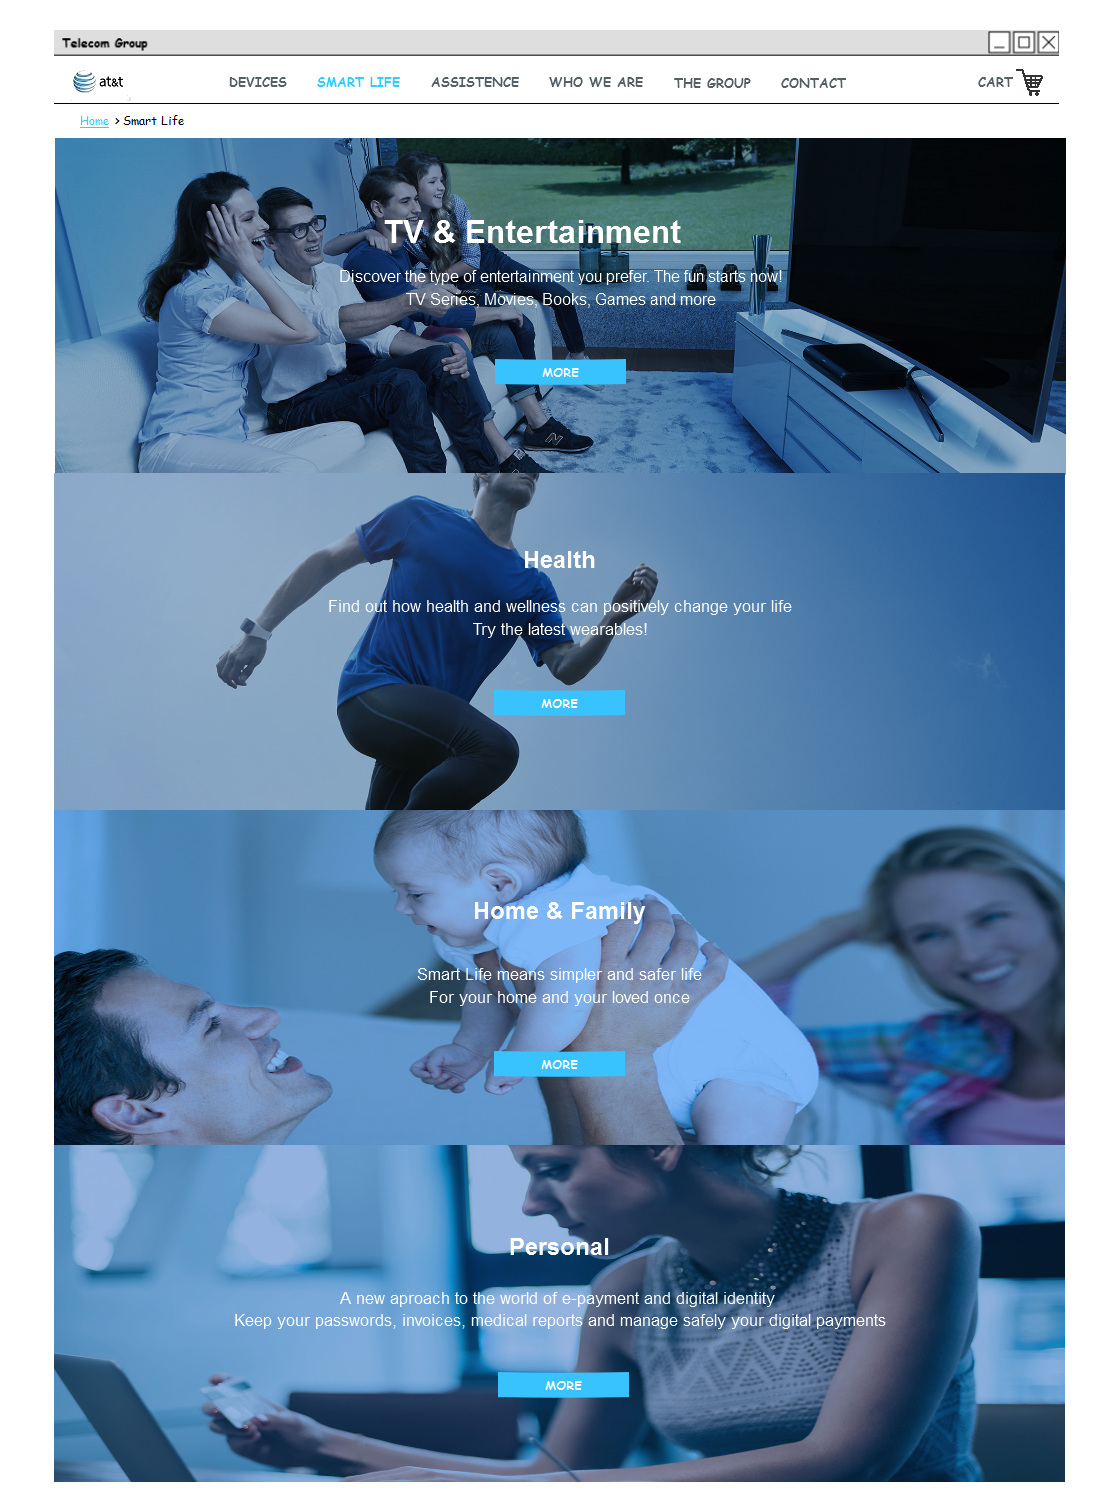 Telecom Group
at&t
DEVICES SMART LIFE ASSISTENCE WHO WE ARE THE GROUP CONTACT CART
Home > Smart Life
TV & Entertainment
Discover the type of entertainment you prefer. The fun starts now!
TV Series, Movies, Books, Games and more
MORE
Health
Find out how health and wellness can positively change your life
Try the latest wearables!
MORE
Home & Family
Smart Life means simpler and safer life
For your home and your loved once
MORE
Personal
A new aproach to the world of e-payment and digital identity
Keep your passwords, invoices, medical reports and manage safely your digital payments
MORE